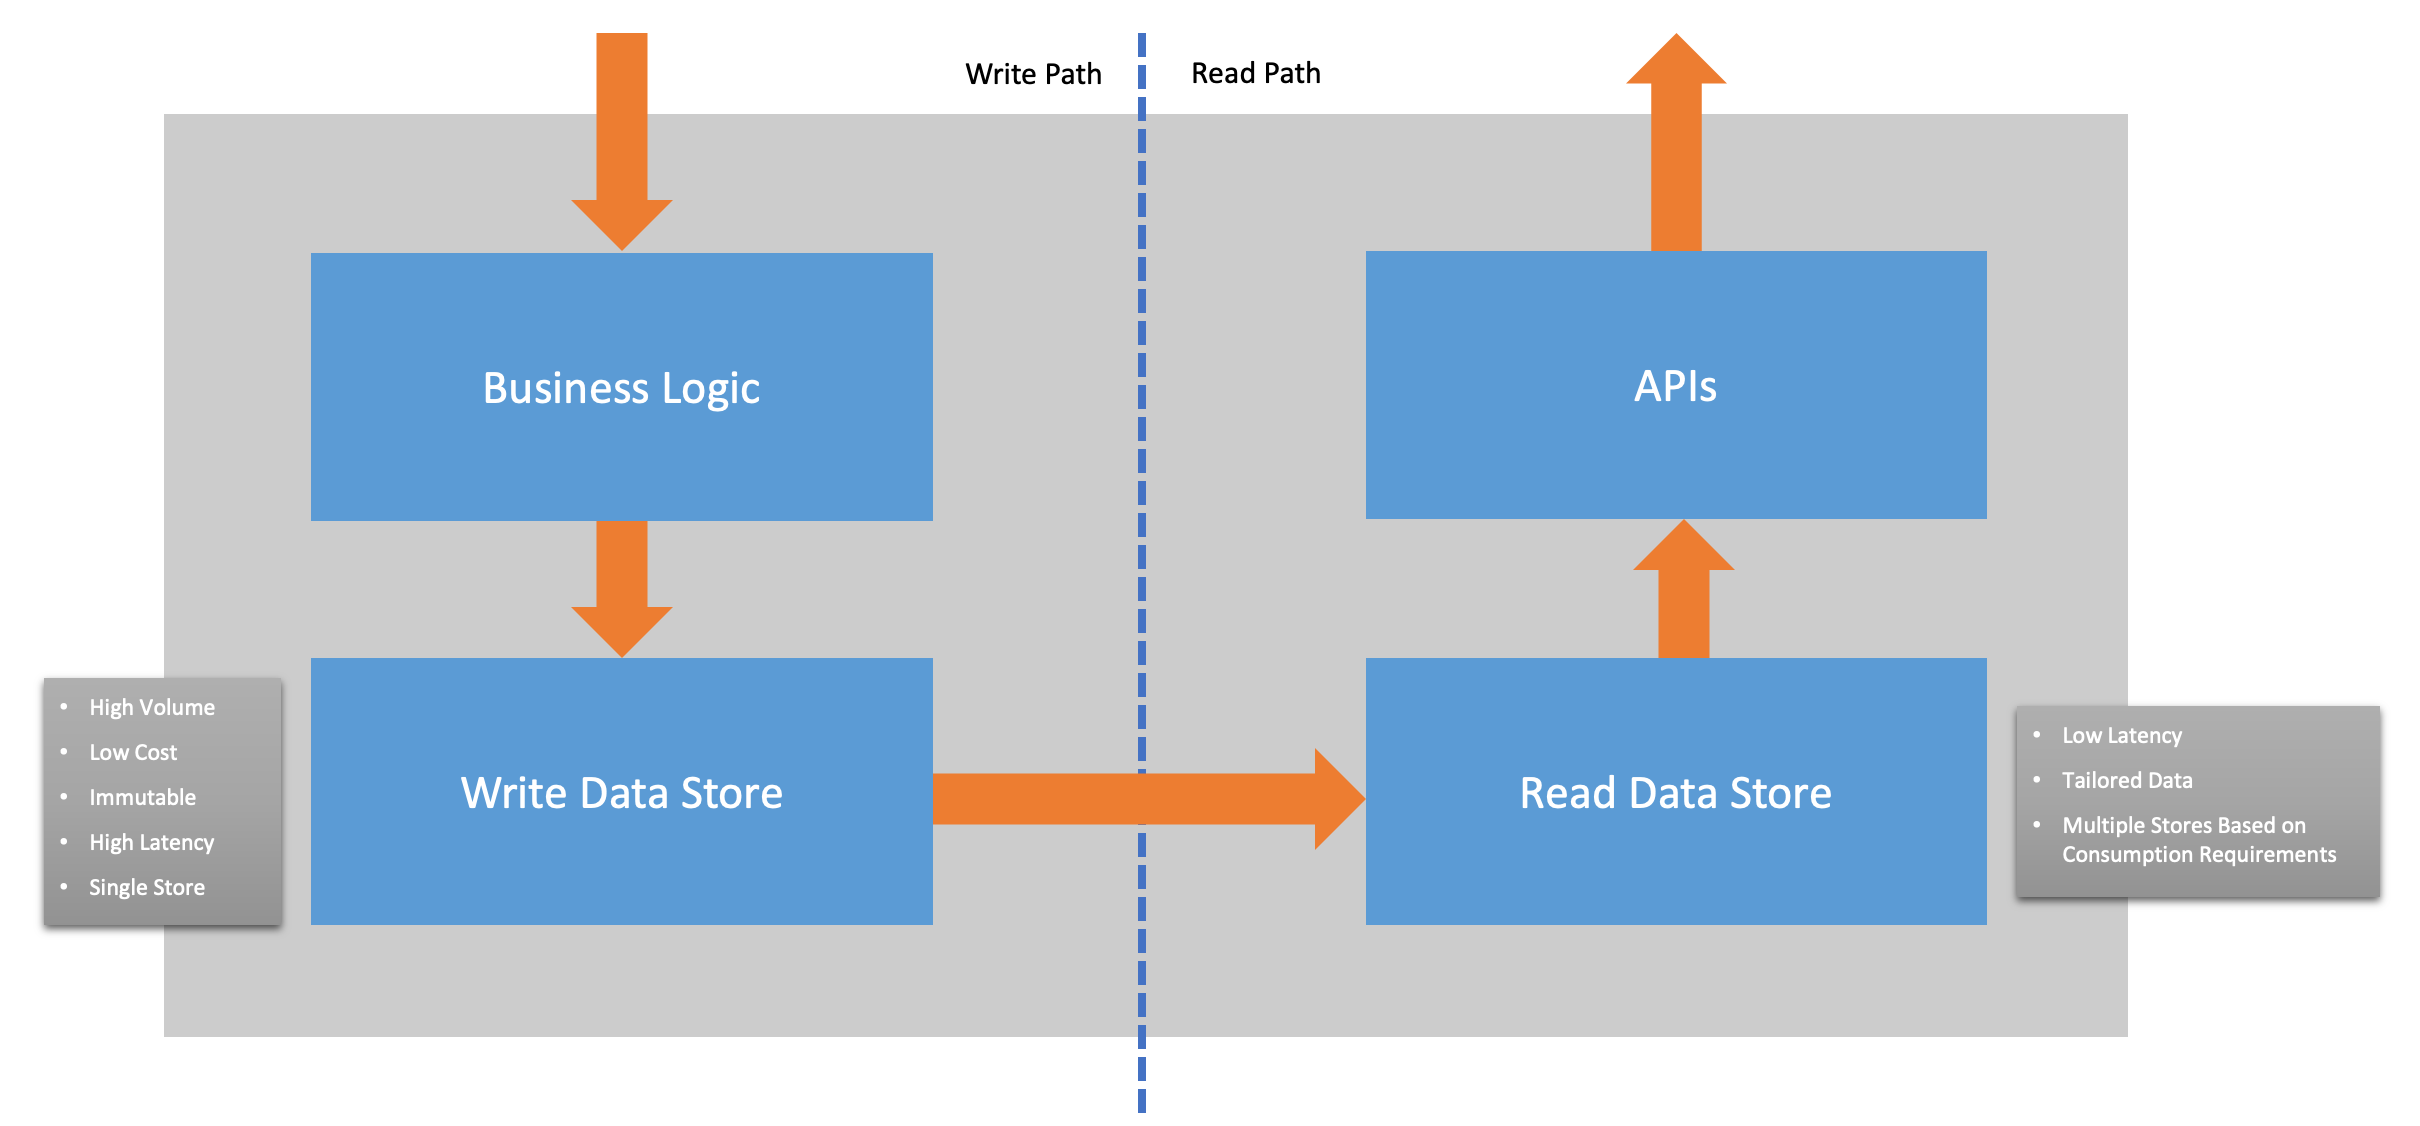 Write Path
Read Path
Business Logic
APIs
• High Volume
• Low Cost
• Immutable
• High Latency
• Single Store
Write Data Store
Read Data Store
• Low Latency
• Tailored Data
• Multiple Stores Based on
Consumption Requirements